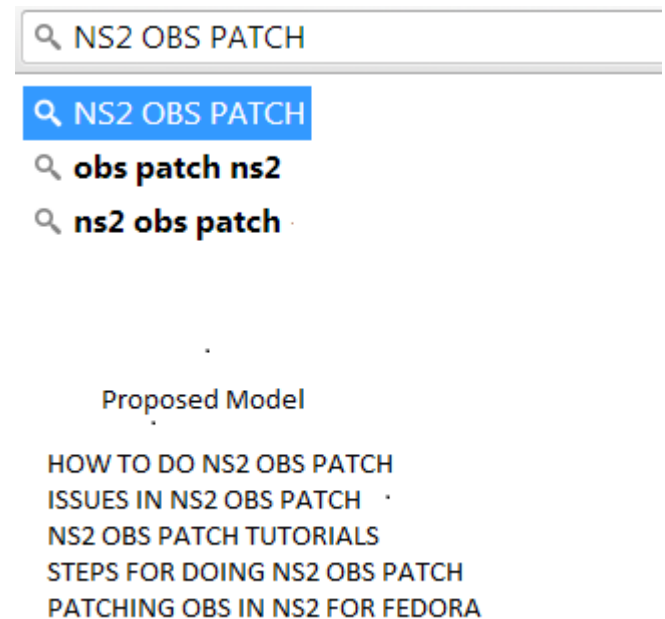 NS2 OBS PATCH
NS2 OBS PATCH
obs patch ns2
ns2 obs patch
Proposed Model
HOW TO DO NS2 OBS PATCH
ISSUES IN NS2 OBS PATCH
NS2 OBS PATCH TUTORIALS
STEPS FOR DOING NS2 OBS PATCH
PATCHING OBS IN NS2 FOR FEDORA